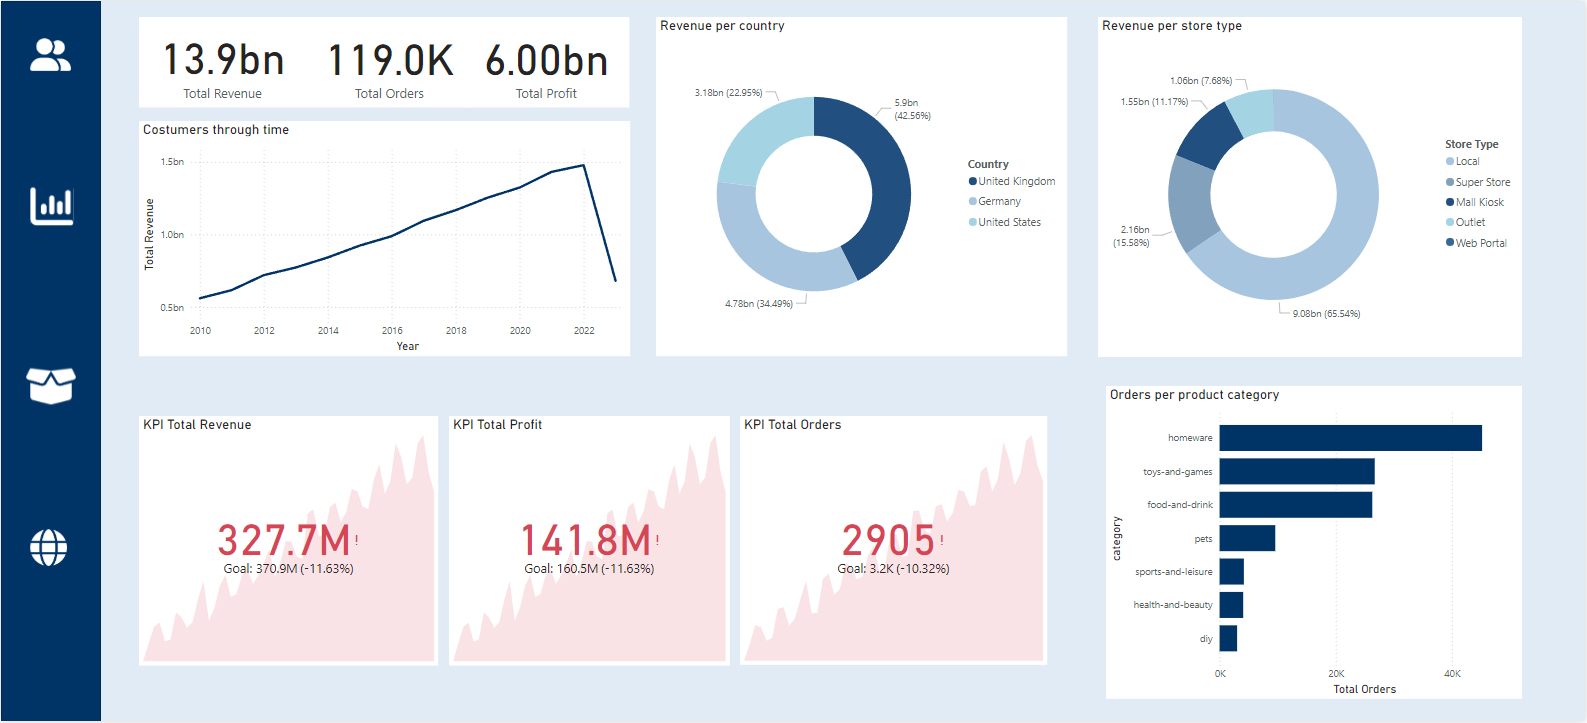 13.9bn
Total Revenue
119.0K
Total Orders
6.00bn
Total Profit
Costumers through time
Total Revenue
1.5bn
1.0bn
0.5bn
2010 2012 2014 2016 2018 2020 2022
Year
Revenue per country
3.18bn (22.95%)
5.9bn
(42.56%)
4.78bn (34.49%)
Country
United Kingdom
Germany
United States
Revenue per store type
1.06bn (7.68%)
1.55bn (11.17%)
2.16bn
(15.58%)
9.08bn (65.54%)
Store Type
Local
Super Store
Mall Kiosk
Outlet
Web Portal
KPI Total Revenue
327.7M!
Goal: 370.9M (-11.63%)
KPI Total Profit
141.8M!
Goal: 160.5M (-11.63%)
KPI Total Orders
2905!
Goal: 3.2K (-10.32%)
Orders per product category
category
homeware
toys-and-games
food-and-drink
pets
sports-and-leisure
health-and-beauty
diy
0K 20K 40K
Total Orders